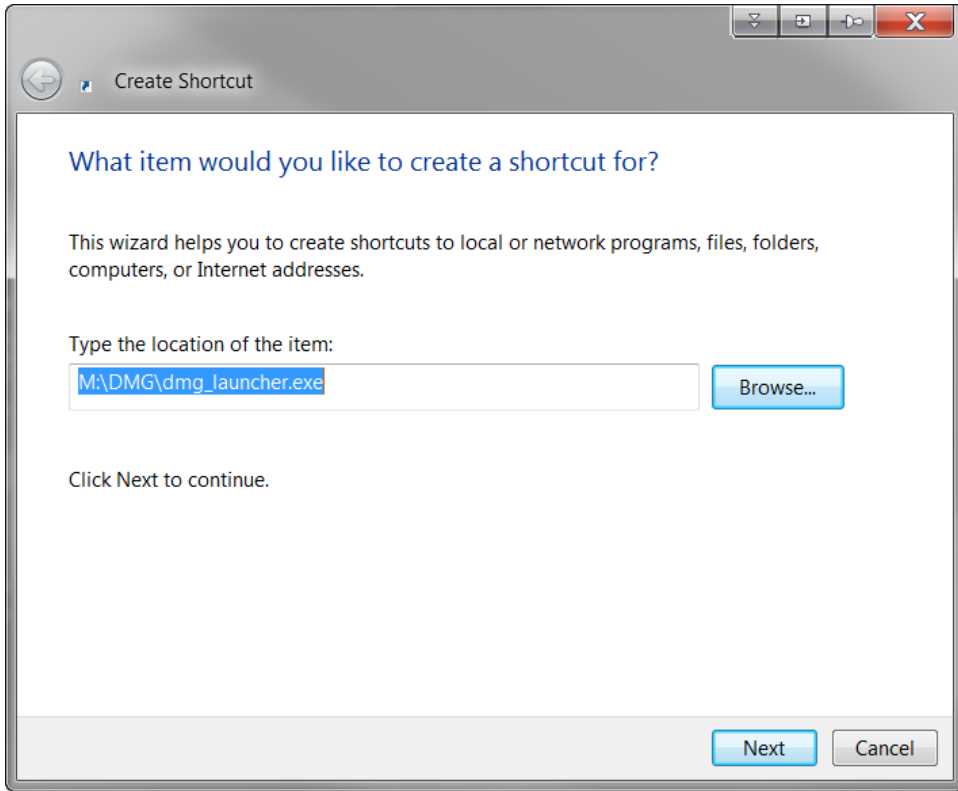 Create Shortcut
What item would you like to create a shortcut for?
This wizard helps you to create shortcuts to local or network programs, files, folders,
computers, or Internet addresses.
Type the location of the item:
M:\DMG\dmg_launcher.exe
Browse...
Click Next to continue.
Next
Cancel